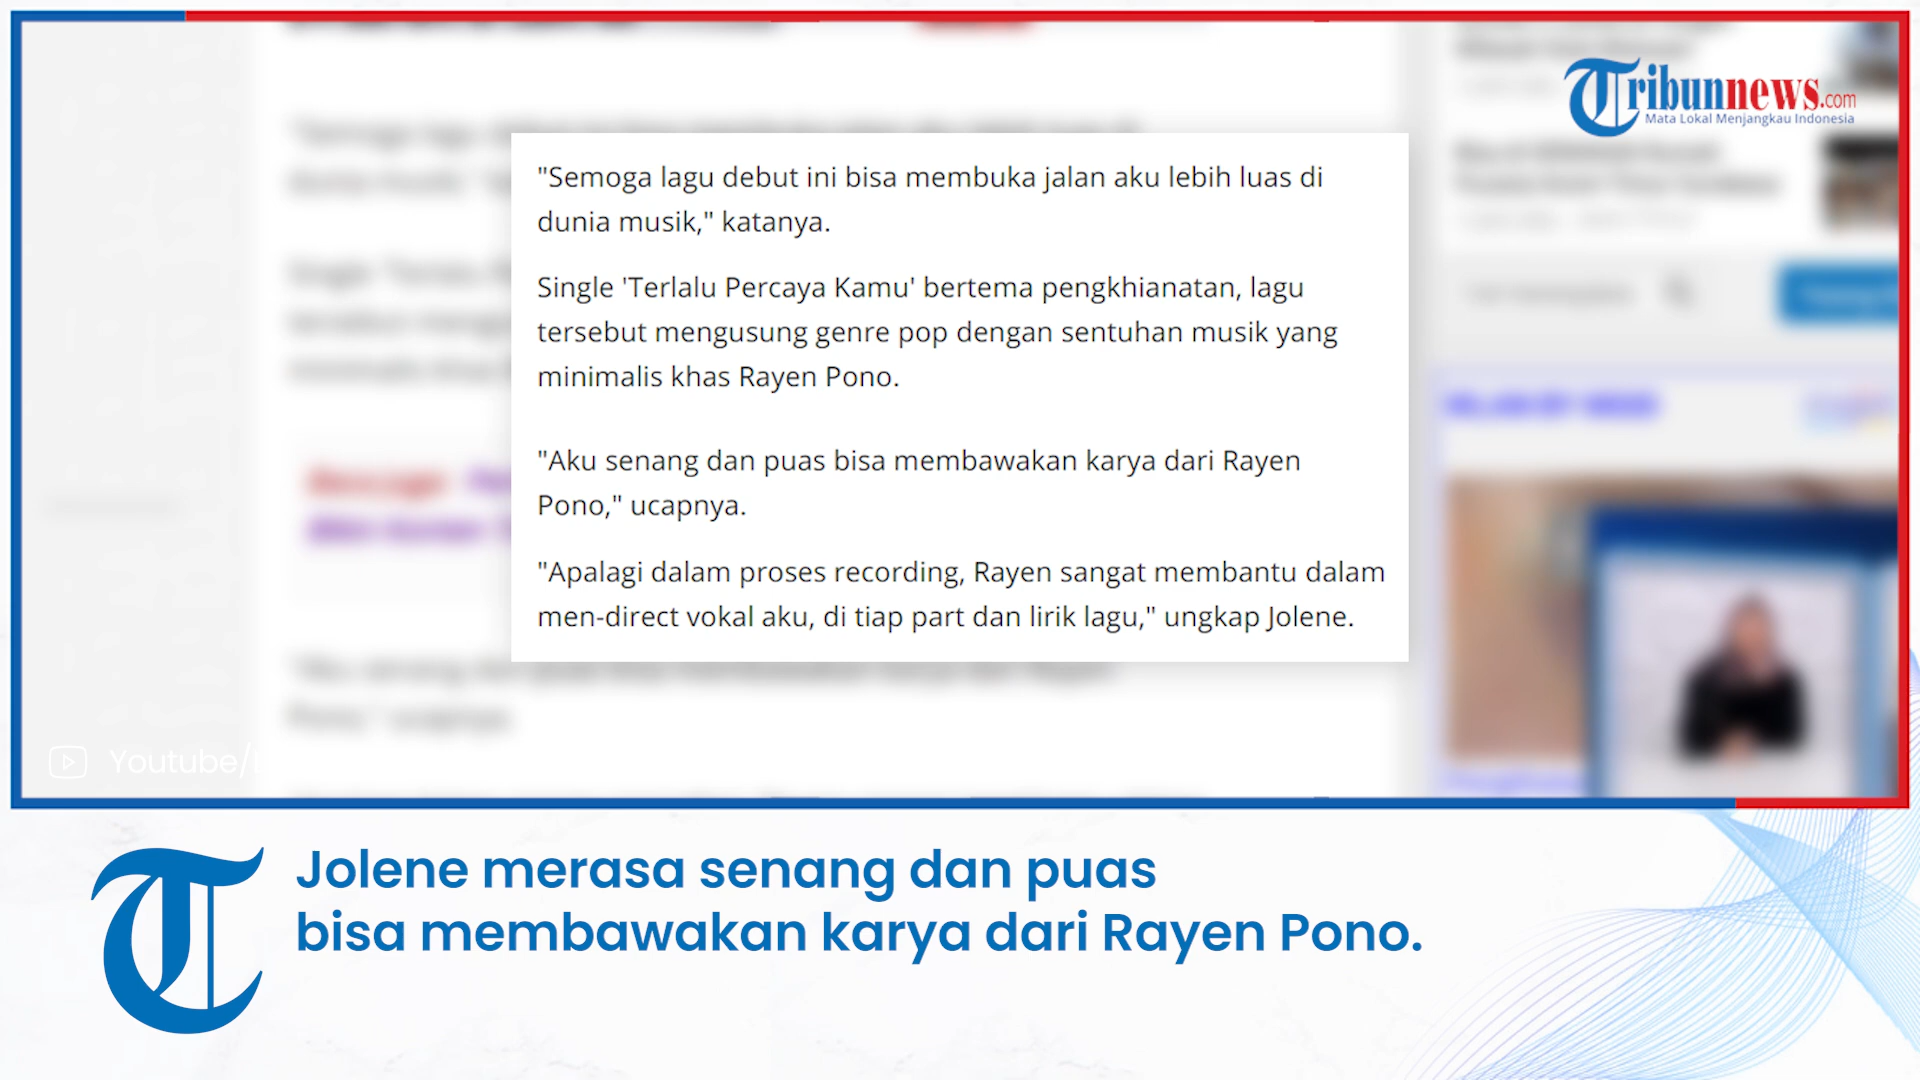 Tribunnews.com
Mata Lokal Menjangkau Indonesia
"Semoga lagu debut ini bisa membuka jalan aku lebih luas di
dunia musik," katanya.
Single 'Terlalu Percaya Kamu' bertema pengkhianatan, lagu
tersebut mengusung genre pop dengan sentuhan musik yang
minimalis khas Rayen Pono.
"Aku senang dan puas bisa membawakan karya dari Rayen
Pono," ucapnya.
"Apalagi dalam proses recording, Rayen sangat membantu dalam
men-direct vokal aku, di tiap part dan lirik lagu," ungkap Jolene.
Youtube/
Jolene merasa senang dan puas
bisa membawakan karya dari Rayen Pono.